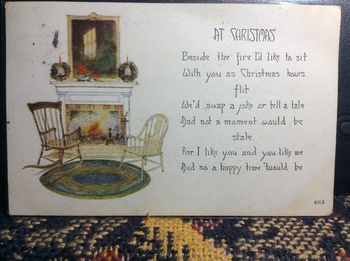 AT CHRISTMAS
Beside the fire I'd like to sit
With you as Christmas hours
flit
We'd swap a joke or tell a tale
And not a moment would be
stale
For I like you and you like me
And so a happy time 'twould be